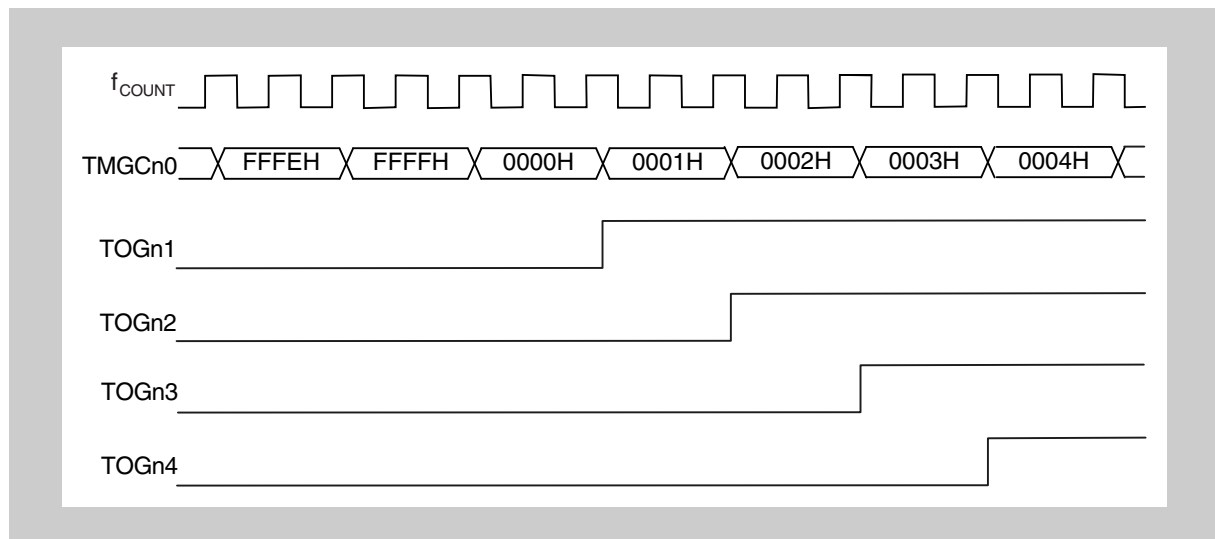 fCOUNT
TMGCn0 FFFEH FFFFH 0000H 0001H 0002H 0003H 0004H
TOGn1
TOGn2
TOGn3
TOGn4